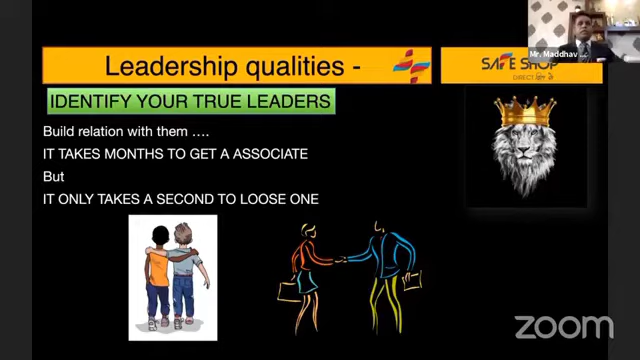 Leadership qualities -
SAFE SHOP
Mr. Maddhav
IDENTIFY YOUR TRUE LEADERS
Build relation with them ....
IT TAKES MONTHS TO GET A ASSOCIATE
But
IT ONLY TAKES A SECOND TO LOOSE ONE
zoom